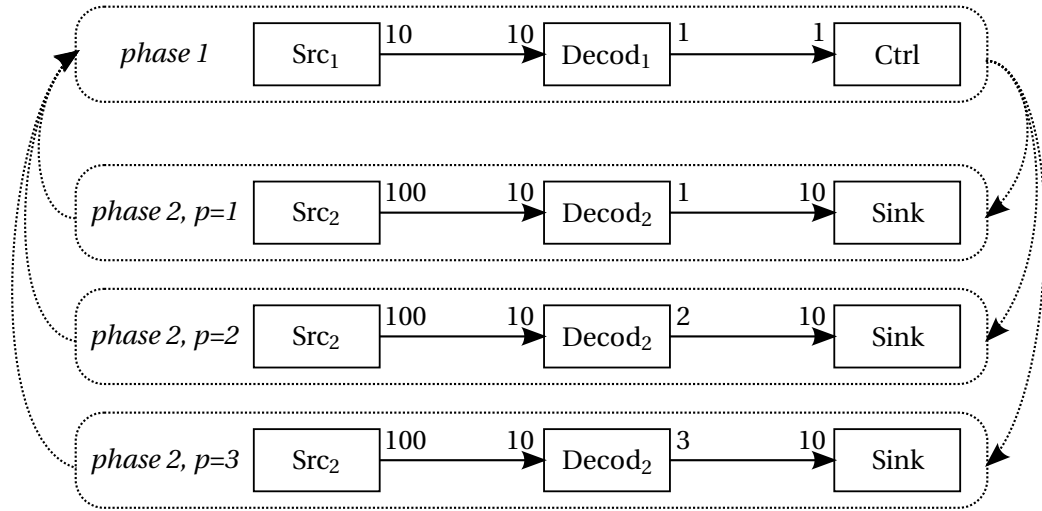 phase 1 Src₁ 10 10 Decod₁ 1 1 Ctrl
phase 2, p=1 Src₂ 100 10 Decod₂ 1 10 Sink
phase 2, p=2 Src₂ 100 10 Decod₂ 2 10 Sink
phase 2, p=3 Src₂ 100 10 Decod₂ 3 10 Sink